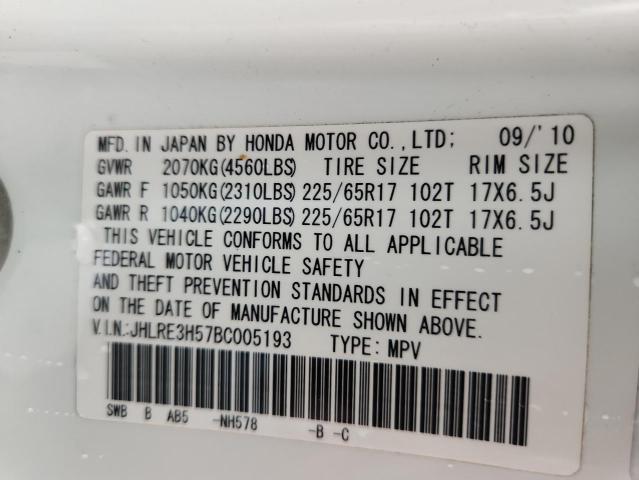 MFD. IN JAPAN BY HONDA MOTOR CO.,LTD; 09/'10
GVWR 2070KG(4560LBS) TIRE SIZE RIM SIZE
GAWR F 1050KG(2310LBS) 225/65R17 102T 17X6.5J
GAWR R 1040KG(2290LBS) 225/65R17 102T 17X6.5J
THIS VEHICLE CONFORMS TO ALL APPLICABLE
FEDERAL MOTOR VEHICLE SAFETY
AND THEFT PREVENTION STANDARDS IN EFFECT
ON THE DATE OF MANUFACTURE SHOWN ABOVE.
V.I.N.:JHLRE3H57BC005193 TYPE: MPV
SWB B AB5 -NH578 -B -C